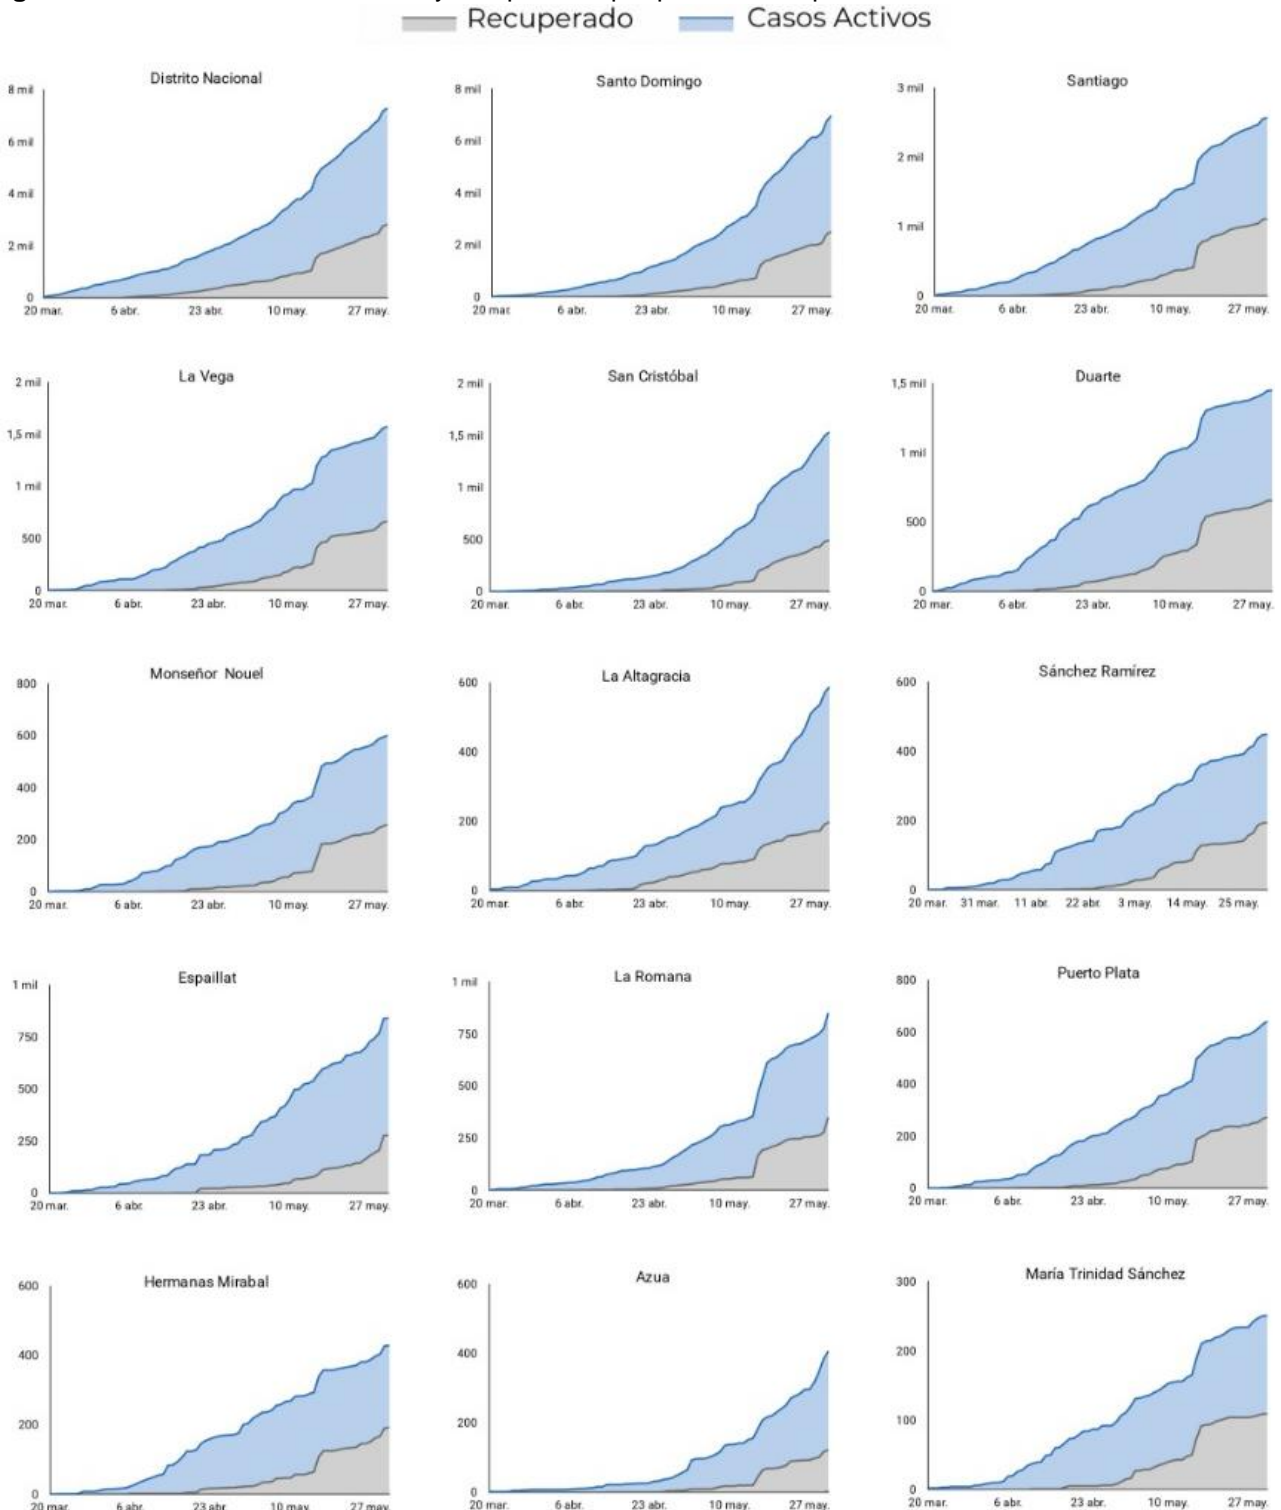 Recuperado Casos Activos
Distrito Nacional
8 mil
6 mil
4 mil
2 mil
0
20 mar. 6 abr. 23 abr. 10 may. 27 may.
Santo Domingo
8 mil
6 mil
4 mil
2 mil
0
20 mar. 6 abr. 23 abr. 10 may. 27 may.
Santiago
3 mil
2 mil
1 mil
0
20 mar. 6 abr. 23 abr. 10 may. 27 may.
La Vega
2 mil
1,5 mil
1 mil
500
0
20 mar. 6 abr. 23 abr. 10 may. 27 may.
San Cristóbal
2 mil
1,5 mil
1 mil
500
0
20 mar. 6 abr. 23 abr. 10 may. 27 may.
Duarte
1,5 mil
1 mil
500
0
20 mar. 6 abr. 23 abr. 10 may. 27 may.
Monseñor Nouel
800
600
400
200
0
20 mar. 6 abr. 23 abr. 10 may. 27 may.
La Altagracia
600
400
200
0
20 mar. 6 abr. 23 abr. 10 may. 27 may.
Sánchez Ramírez
600
400
200
0
20 mar. 31 mar. 11 abr. 22 abr. 3 may. 14 may. 25 may.
Espaillat
1 mil
750
500
250
0
20 mar. 6 abr. 23 abr. 10 may. 27 may.
La Romana
1 mil
750
500
250
0
20 mar. 6 abr. 23 abr. 10 may. 27 may.
Puerto Plata
800
600
400
200
0
20 mar. 6 abr. 23 abr. 10 may. 27 may.
Hermanas Mirabal
600
400
200
0
20 mar. 6 abr. 23 abr. 10 may. 27 may.
Azua
600
400
200
0
20 mar. 6 abr. 23 abr. 10 may. 27 may.
María Trinidad Sánchez
300
200
100
0
20 mar. 6 abr. 23 abr. 10 may. 27 may.